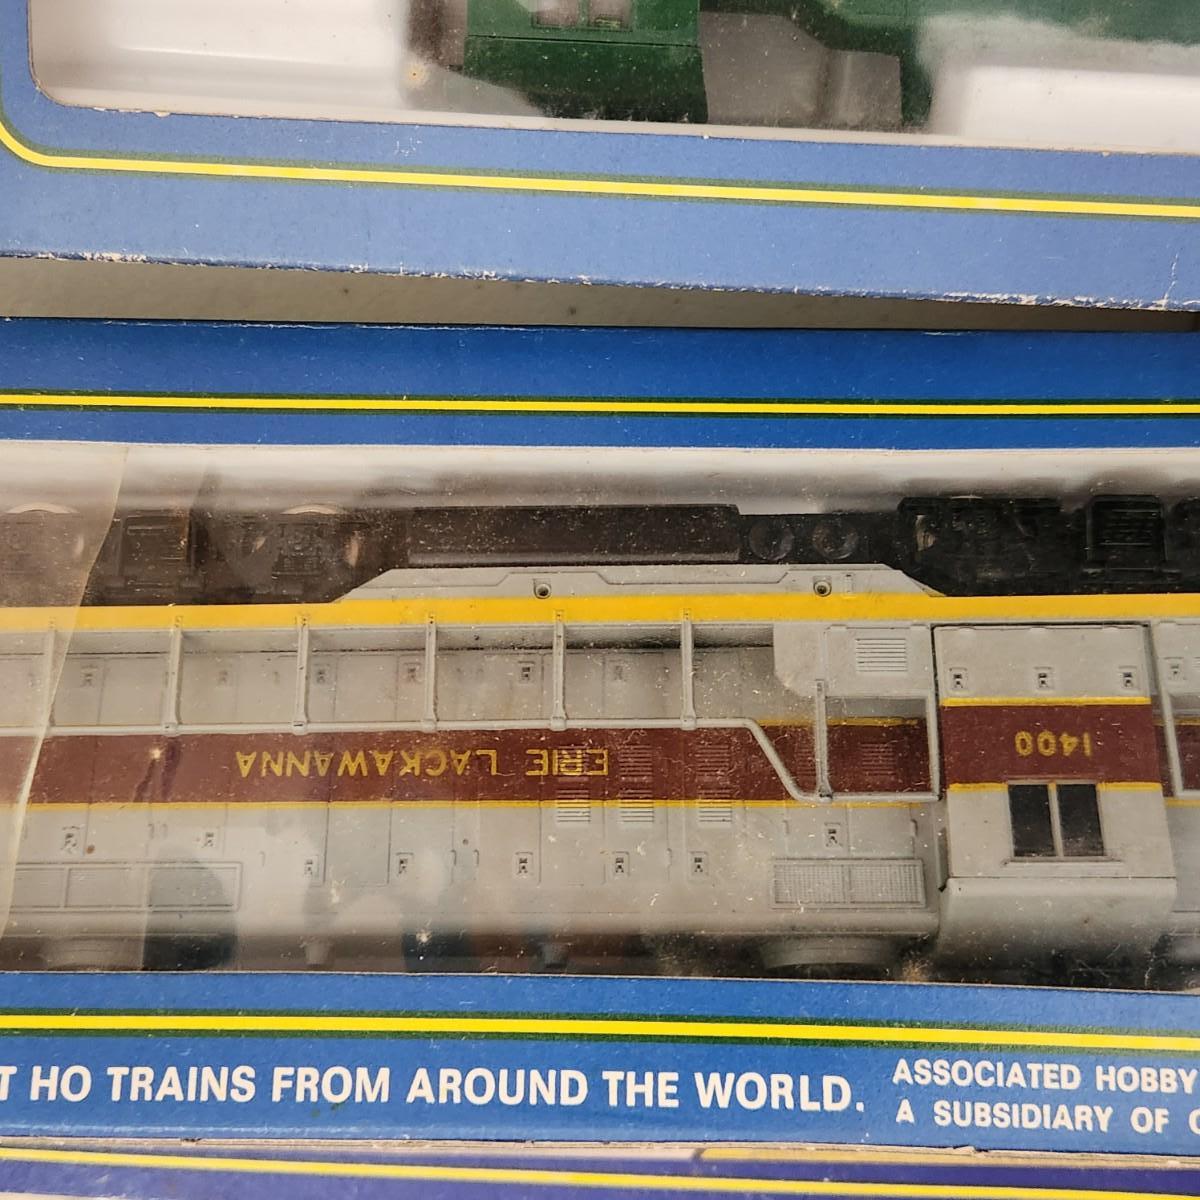 ERIE LACKAWANNA
1400
T HO TRAINS FROM AROUND THE WORLD.
ASSOCIATED HOBBY
A SUBSIDIARY OF